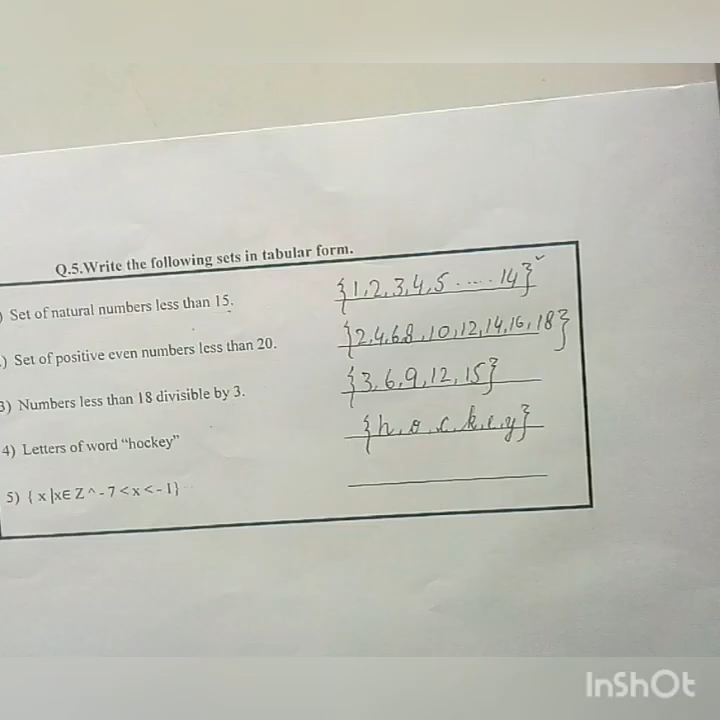 Q.5.Write the following sets in tabular form.
) Set of natural numbers less than 15. {1,2,3,4,5.....14}
.) Set of positive even numbers less than 20. {2,4,6,8,10,12,14,16,18}
3) Numbers less than 18 divisible by 3. {3,6,9,12,15}
4) Letters of word “hockey” {h,o,c,k,e,y}
5) { x |x∈ Z ^ - 7 < x < - 1}
InShOt